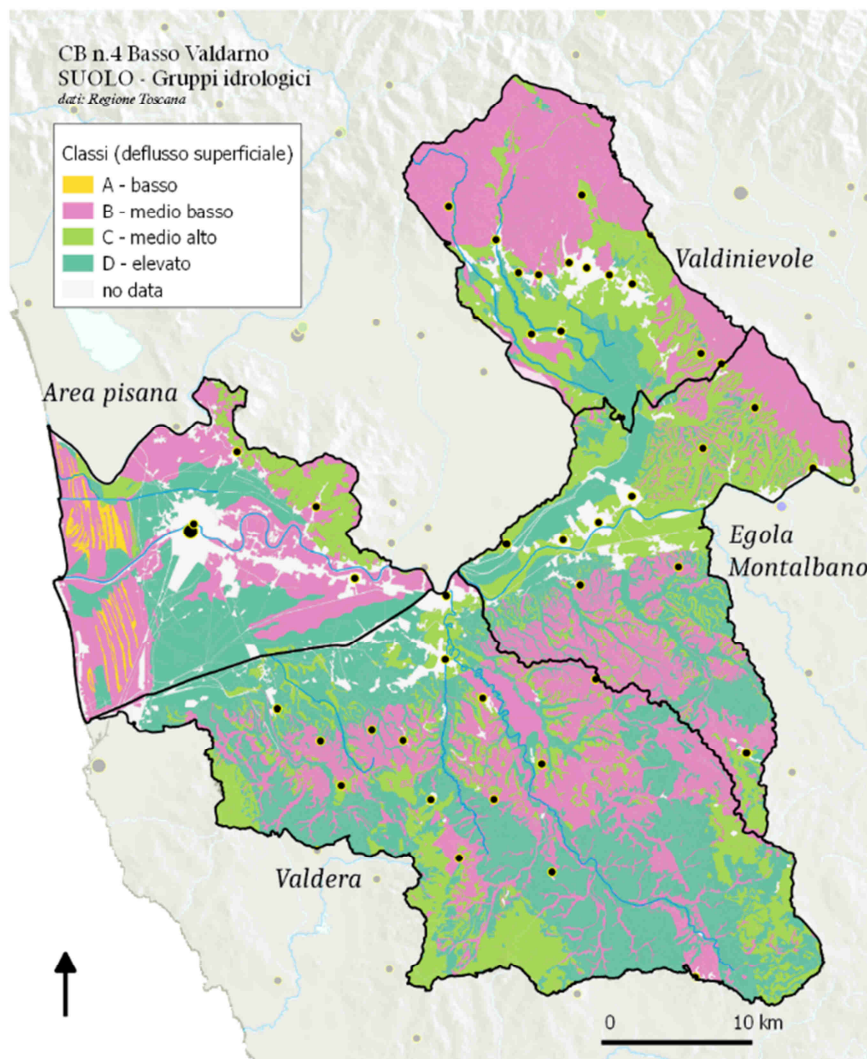 CB n.4 Basso Valdarno
SUOLO - Gruppi idrologici
dati: Regione Toscana
Classi (deflusso superficiale)
A - basso
B - medio basso
C - medio alto
D - elevato
no data
Valdinievole
Area pisana
Egola
Montalbano
Valdera
0 10 km